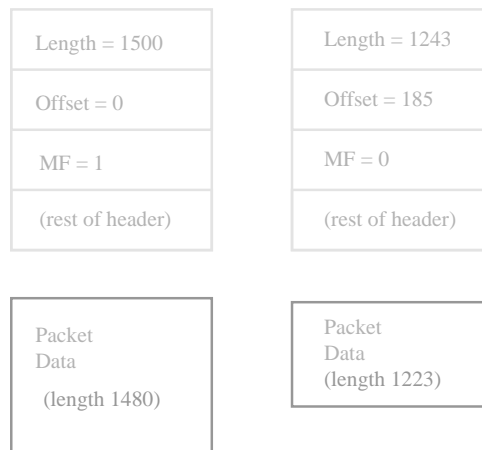 Length = 1500
Offset = 0
MF = 1
(rest of header)
Packet
Data
(length 1480)
Length = 1243
Offset = 185
MF = 0
(rest of header)
Packet
Data
(length 1223)